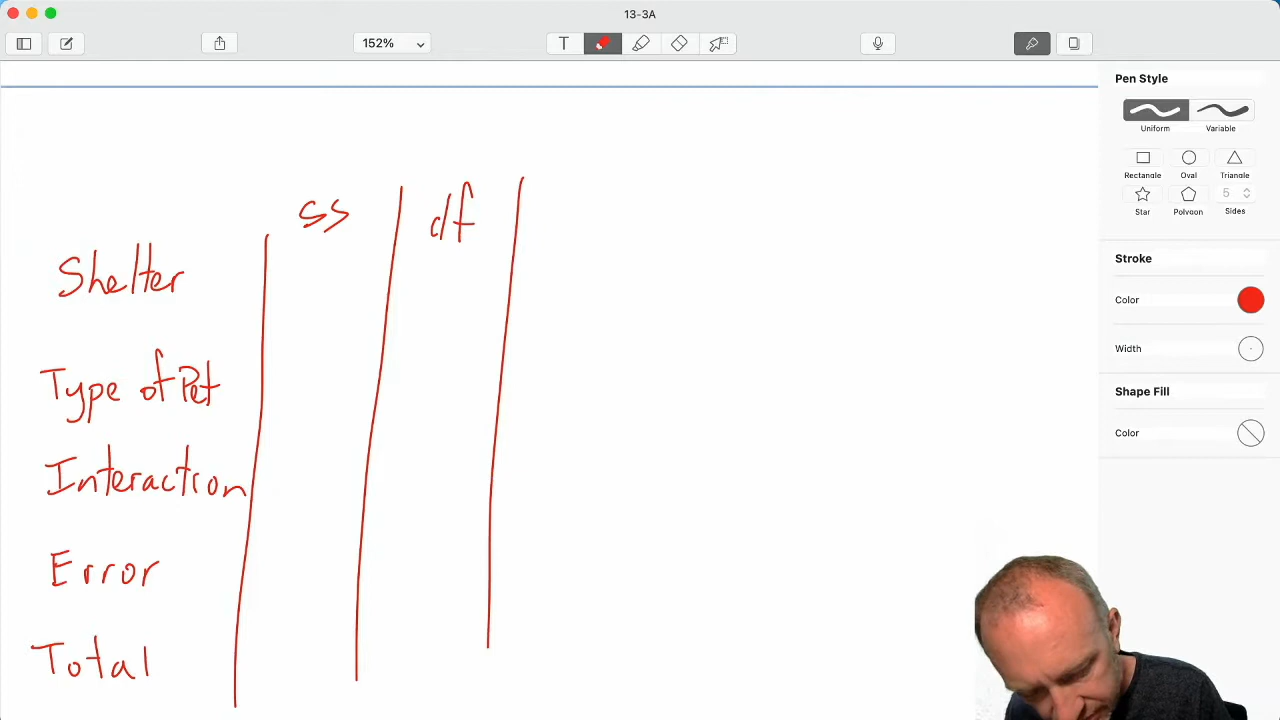 13-3A
152%
T
Pen Style
Uniform Variable
Rectangle Oval Triangle
5
Star Polygon Sides
Stroke
Color
Width
Shape Fill
Color
SS df
Shelter
Type of Pet
Interaction
Error
Total